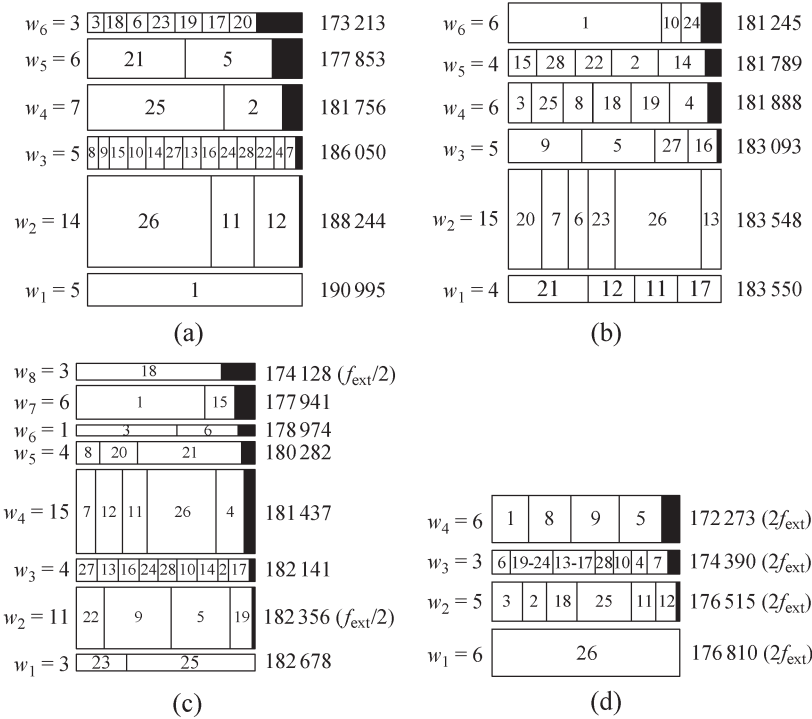 w6 = 3 3 18 6 23 19 17 20 173 213
w5 = 6 21 5 177 853
w4 = 7 25 2 181 756
w3 = 5 8 9 15 10 14 27 13 16 24 28 22 4 7 186 050
w2 = 14 26 11 12 188 244
w1 = 5 1 190 995
(a)
w6 = 6 1 10 24 181 245
w5 = 4 15 28 22 2 14 181 789
w4 = 6 3 25 8 18 19 4 181 888
w3 = 5 9 5 27 16 183 093
w2 = 15 20 7 6 23 26 13 183 548
w1 = 4 21 12 11 17 183 550
(b)
w8 = 3 18 174 128 (fext/2)
w7 = 6 1 15 177 941
w6 = 1 3 6 178 974
w5 = 4 8 20 21 180 282
w4 = 15 7 12 11 26 4 181 437
w3 = 4 27 13 16 24 28 10 14 2 17 182 141
w2 = 11 22 9 5 19 182 356 (fext/2)
w1 = 3 23 25 182 678
(c)
w4 = 6 1 8 9 5 172 273 (2fext)
w3 = 3 6 19-24 13-17 28 10 4 7 174 390 (2fext)
w2 = 5 3 2 18 25 11 12 176 515 (2fext)
w1 = 6 26 176 810 (2fext)
(d)